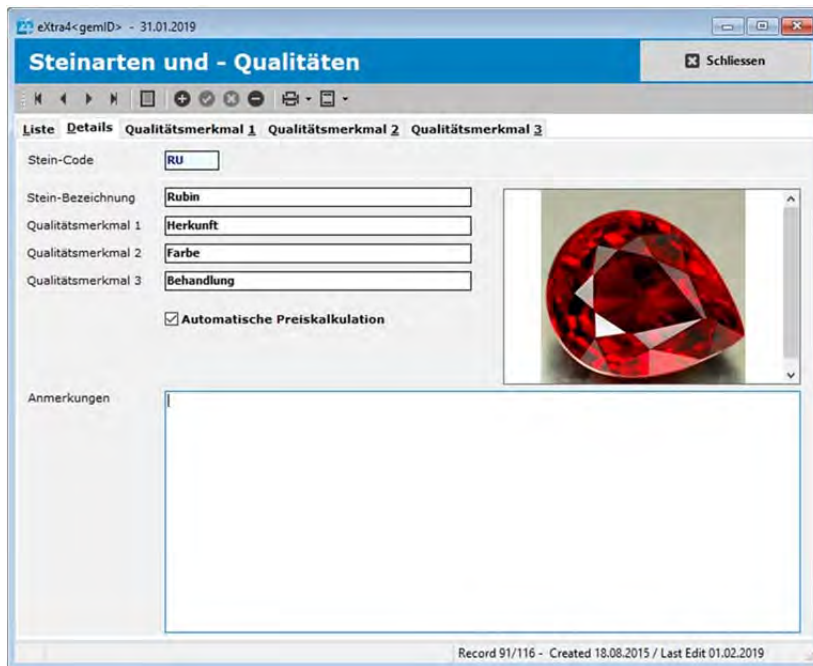 eXtra4<gemID> - 31.01.2019
Steinarten und - Qualitäten
Schliessen
Liste Details Qualitätsmerkmal 1 Qualitätsmerkmal 2 Qualitätsmerkmal 3
Stein-Code RU
Stein-Bezeichnung Rubin
Qualitätsmerkmal 1 Herkunft
Qualitätsmerkmal 2 Farbe
Qualitätsmerkmal 3 Behandlung
Automatische Preiskalkulation
Anmerkungen
Record 91/116 - Created 18.08.2015 / Last Edit 01.02.2019